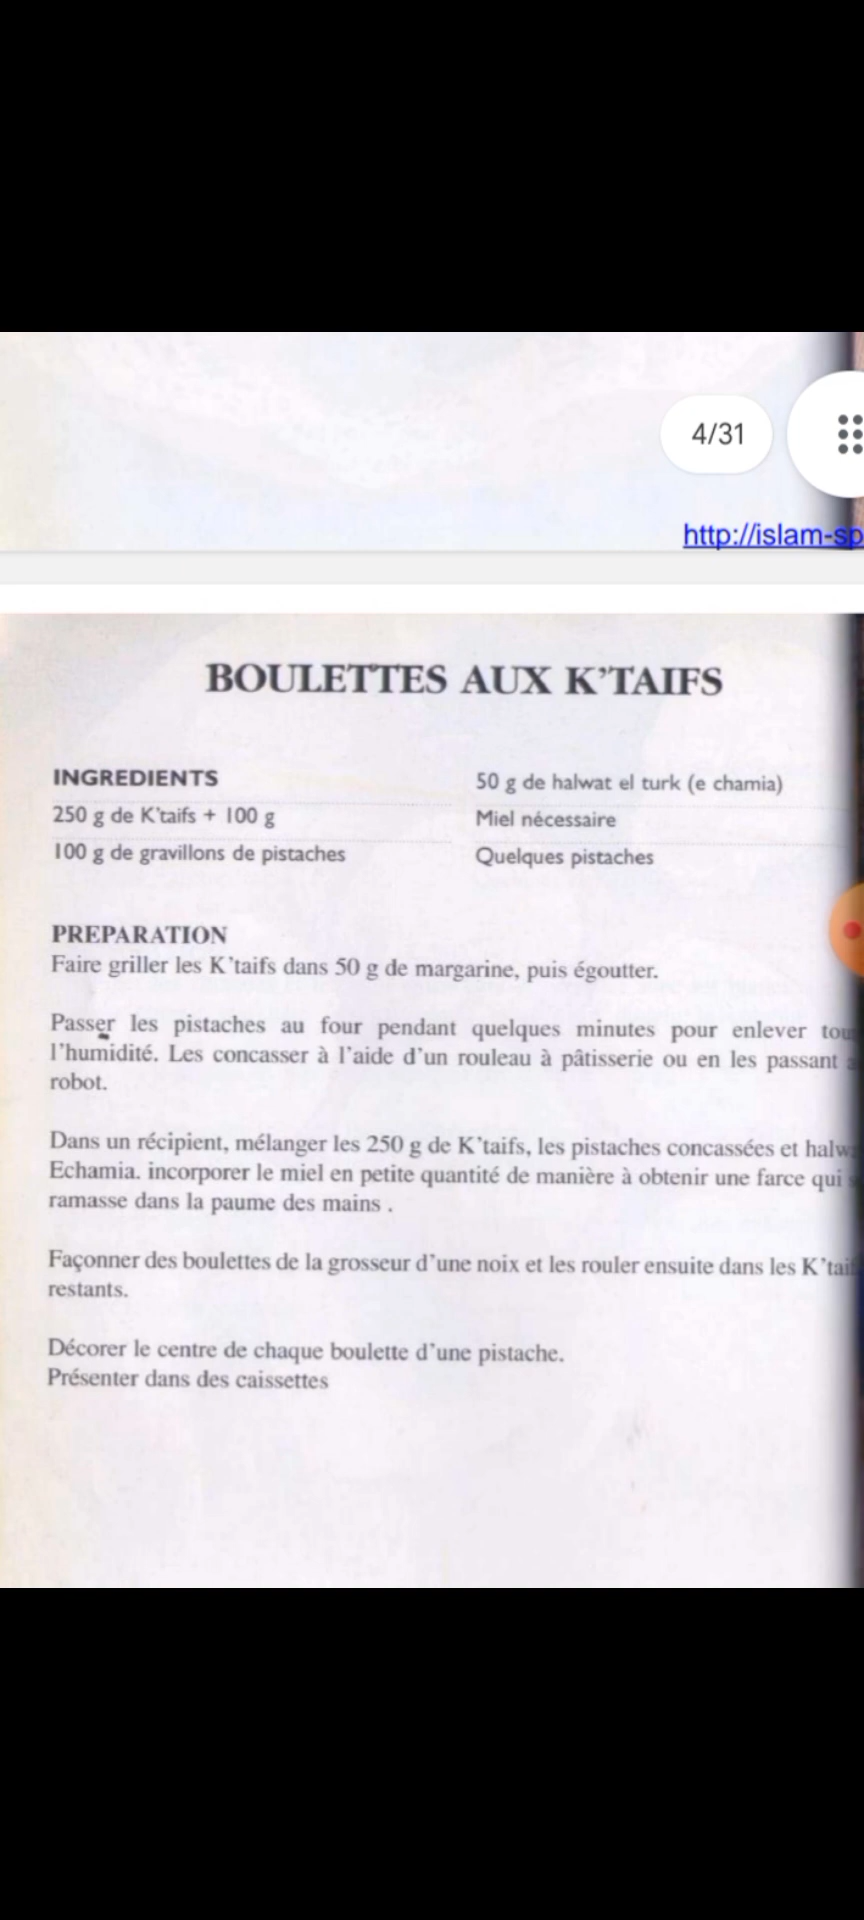 4/31
http://islam-sp
BOULETTES AUX K'TAIFS
INGREDIENTS
250 g de K'taifs + 100 g
100 g de gravillons de pistaches
50 g de halwat el turk (e chamia)
Miel nécessaire
Quelques pistaches
PREPARATION
Faire griller les K'taifs dans 50 g de margarine, puis égoutter.
Passer les pistaches au four pendant quelques minutes pour enlever
l'humidité. Les concasser à l'aide d'un rouleau à pâtisserie ou en les passant
robot.
Dans un récipient, mélanger les 250 g de K'taifs, les pistaches concassées et
Echamia. incorporer le miel en petite quantité de manière à obtenir une farce qui
ramasse dans la paume des mains .
Façonner des boulettes de la grosseur d'une noix et les rouler ensuite dans les
restants.
Décorer le centre de chaque boulette d'une pistache.
Présenter dans des caissettes